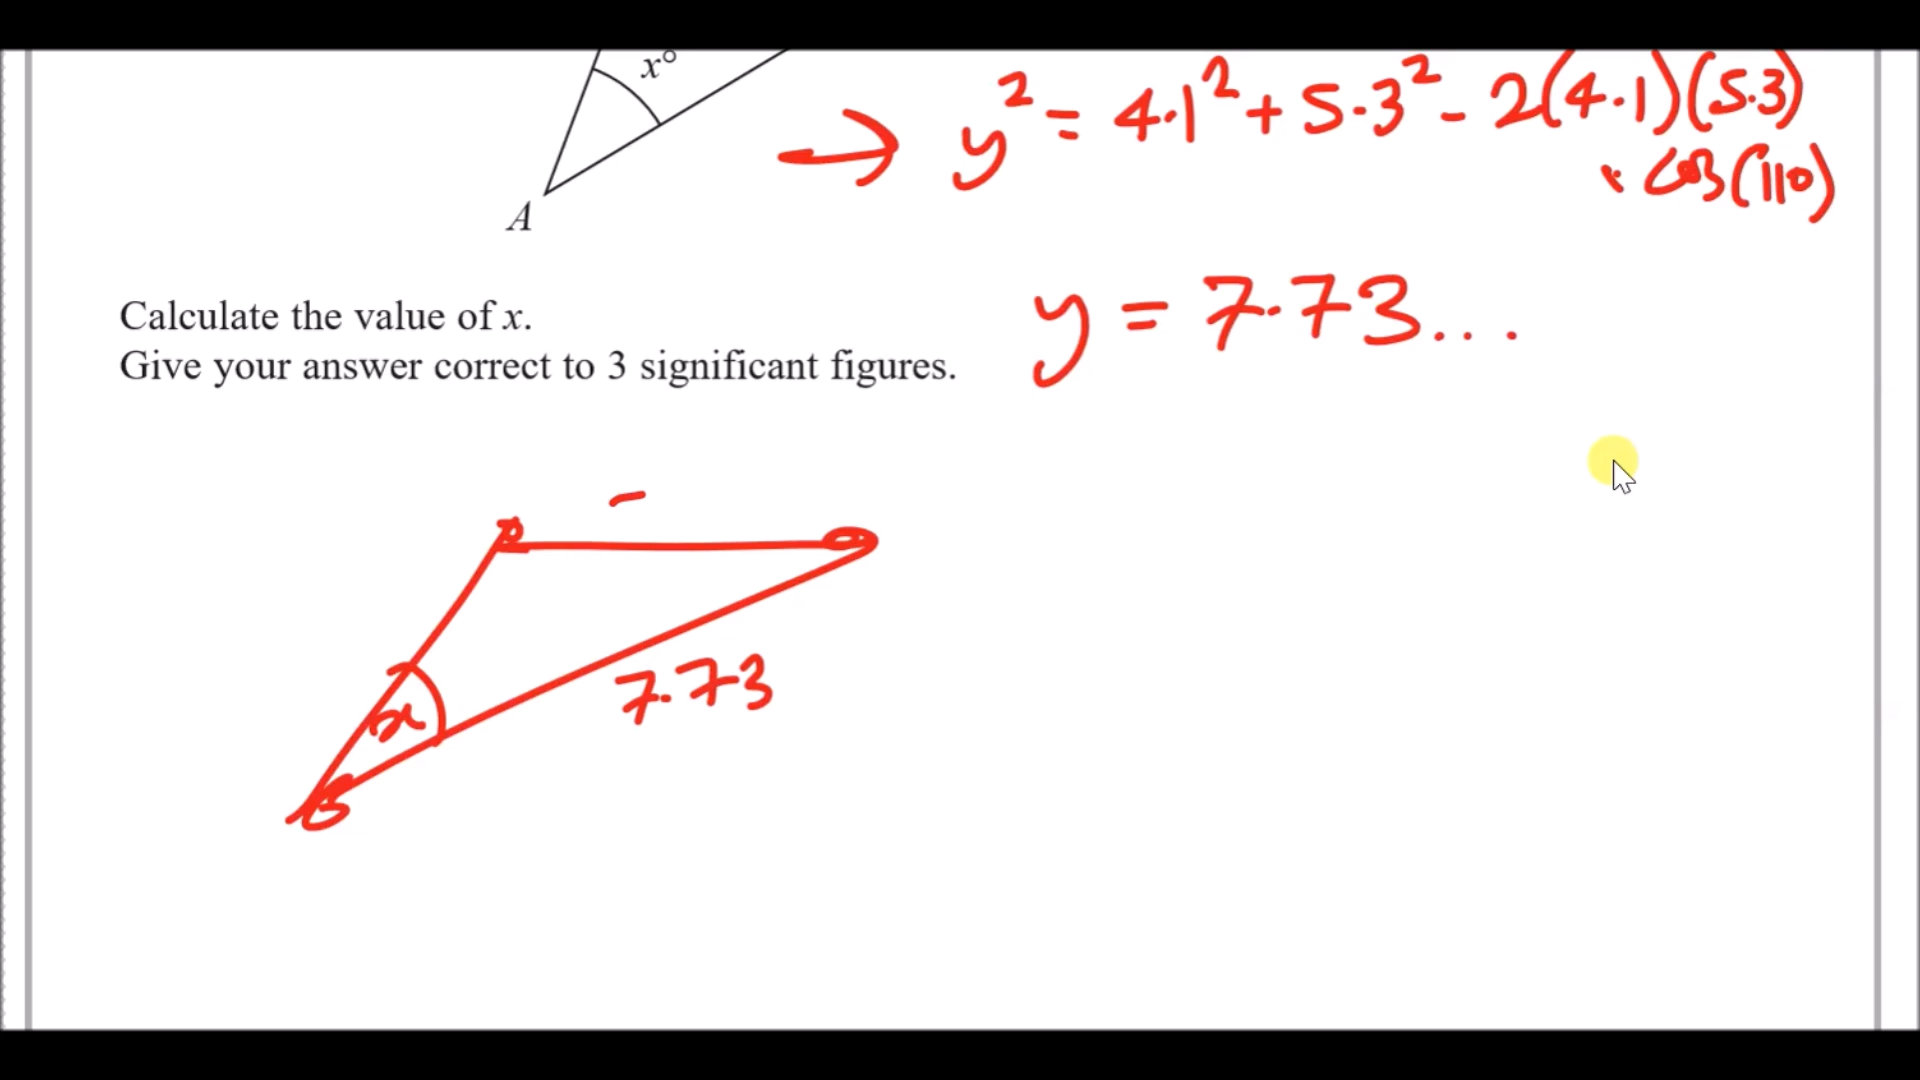 x°
y² = 4.1² + 5.3² - 2(4.1)(5.3)
· cos(110)
A
Calculate the value of x.
y = 7.73...
Give your answer correct to 3 significant figures.
7.73
x